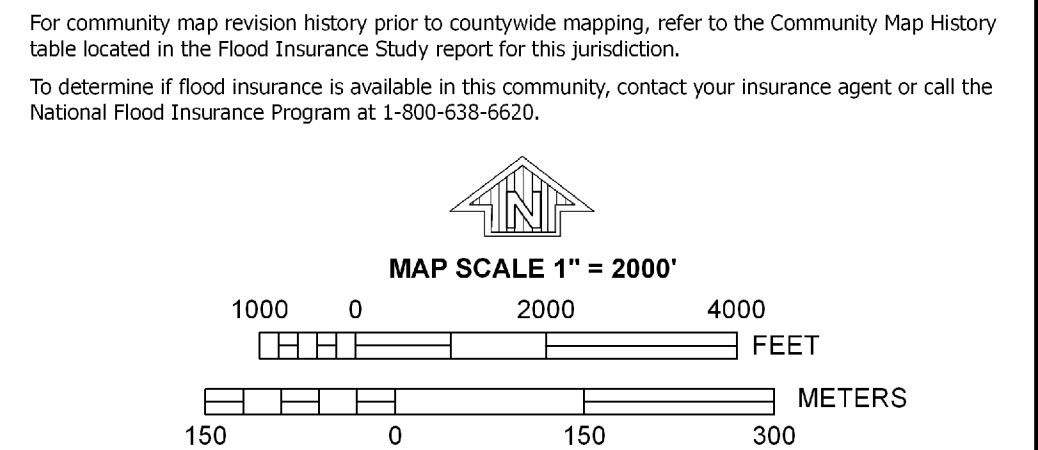 For community map revision history prior to countywide mapping, refer to the Community Map History
table located in the Flood Insurance Study report for this jurisdiction.
To determine if flood insurance is available in this community, contact your insurance agent or call the
National Flood Insurance Program at 1-800-638-6620.
N
MAP SCALE 1" = 2000'
1000 0 2000 4000
FEET
METERS
150 0 150 300